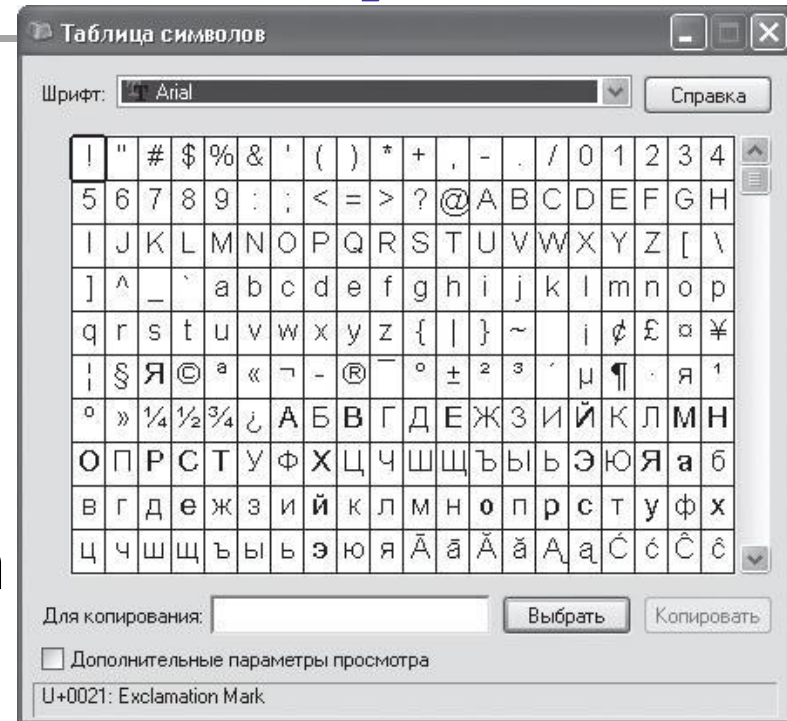 Таблица символов
Шрифт: Arial Справка
! " # $ % & ' ( ) * + , - . / 0 1 2 3 4
5 6 7 8 9 : ; < = > ? @ A B C D E F G H
I J K L M N O P Q R S T U V W X Y Z [ \
] ^ _ ` a b c d e f g h i j k l m n o p
q r s t u v w x y z { | } ~ ¡ ¢ £ ¤ ¥
¦ § Я © ª « ¬ - ® ¯ ° ± ² ³ ´ µ ¶ · я ¹
º » ¼ ½ ¾ ¿ А Б В Г Д Е Ж З И Й К Л М Н
О П Р С Т У Ф Х Ц Ч Ш Щ Ъ Ы Ь Э Ю Я а б
в г д е ж з и й к л м н о п р с т у ф х
ц ч ш щ ъ ы ь э ю я Ā ā Ă ă Ą ą Ć ć Ĉ ĉ
Для копирования: Выбрать Копировать
Дополнительные параметры просмотра
U+0021: Exclamation Mark